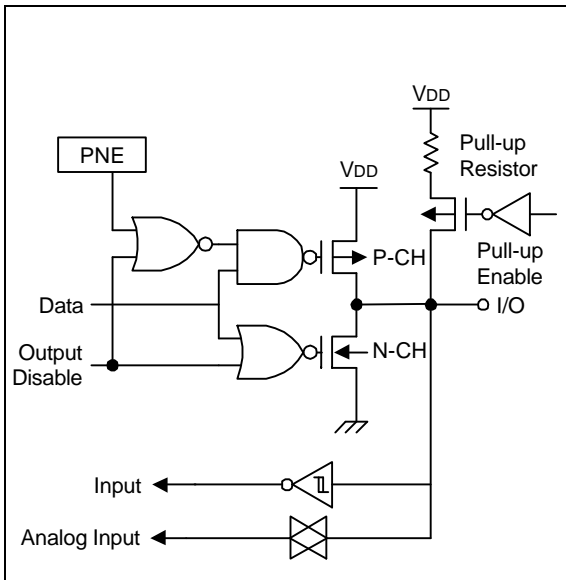 VDD
Pull-up
Resistor
PNE
VDD
P-CH
Pull-up
Enable
Data
I/O
Output
Disable
N-CH
Input
Analog Input